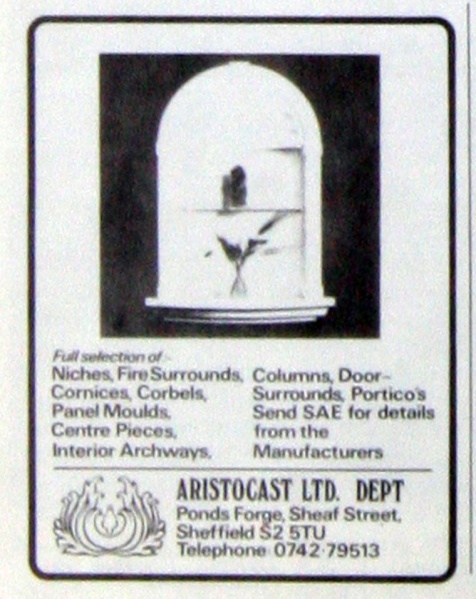 Full selection of:-
Niches, Fire Surrounds,
Cornices, Corbels,
Panel Moulds,
Centre Pieces,
Interior Archways,
Columns, Door-
Surrounds, Portico's
Send SAE for details
from the
Manufacturers
ARISTOCAST LTD. DEPT
Ponds Forge, Sheaf Street,
Sheffield S2 5TU
Telephone 0742·79513